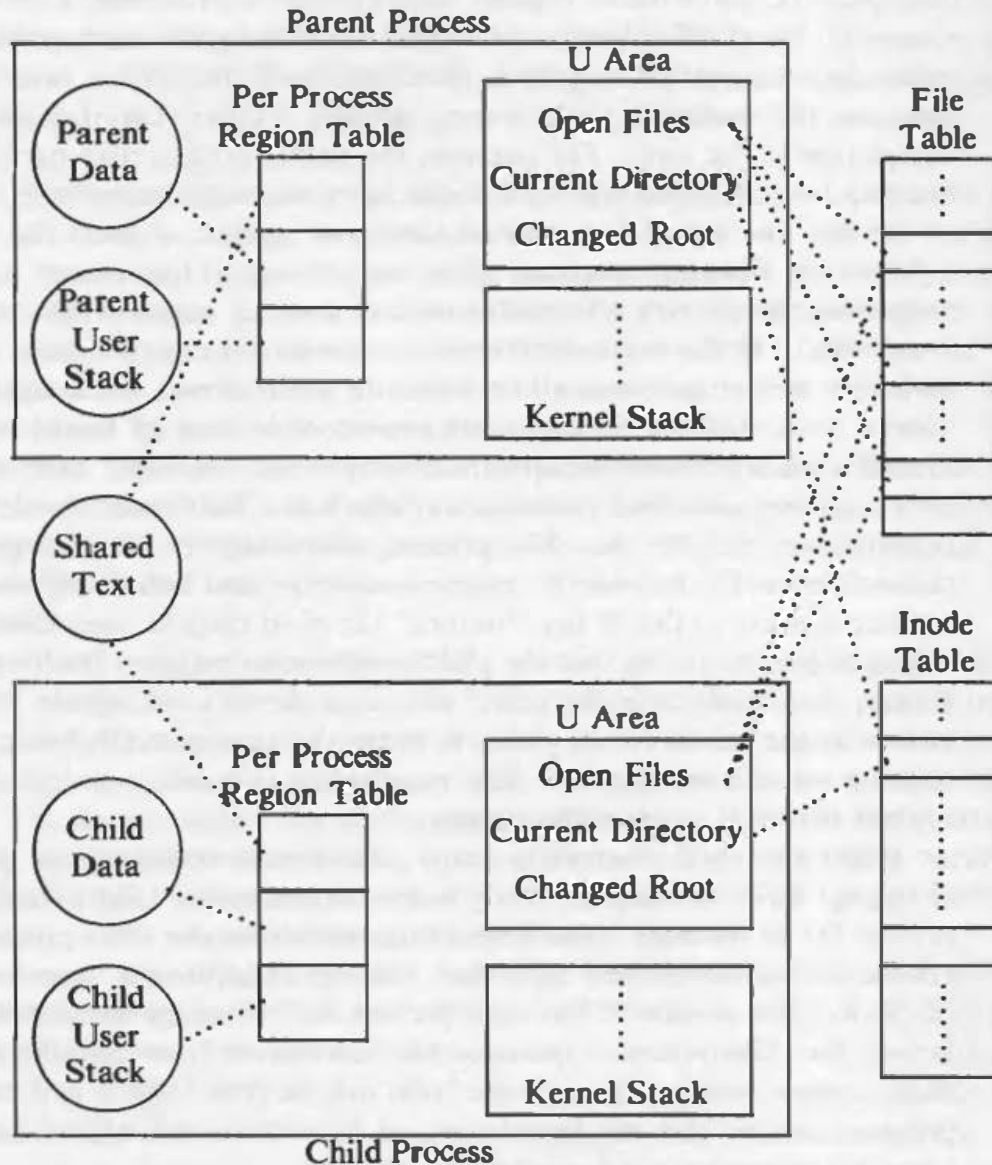 Parent Process
U Area
Per Process
Region Table
Parent
Data
Open Files
Current Directory
Changed Root
File
Table
Parent
User
Stack
Kernel Stack
Shared
Text
Inode
Table
U Area
Per Process
Region Table
Open Files
Current Directory
Changed Root
Child
Data
Child
User
Stack
Kernel Stack
Child Process